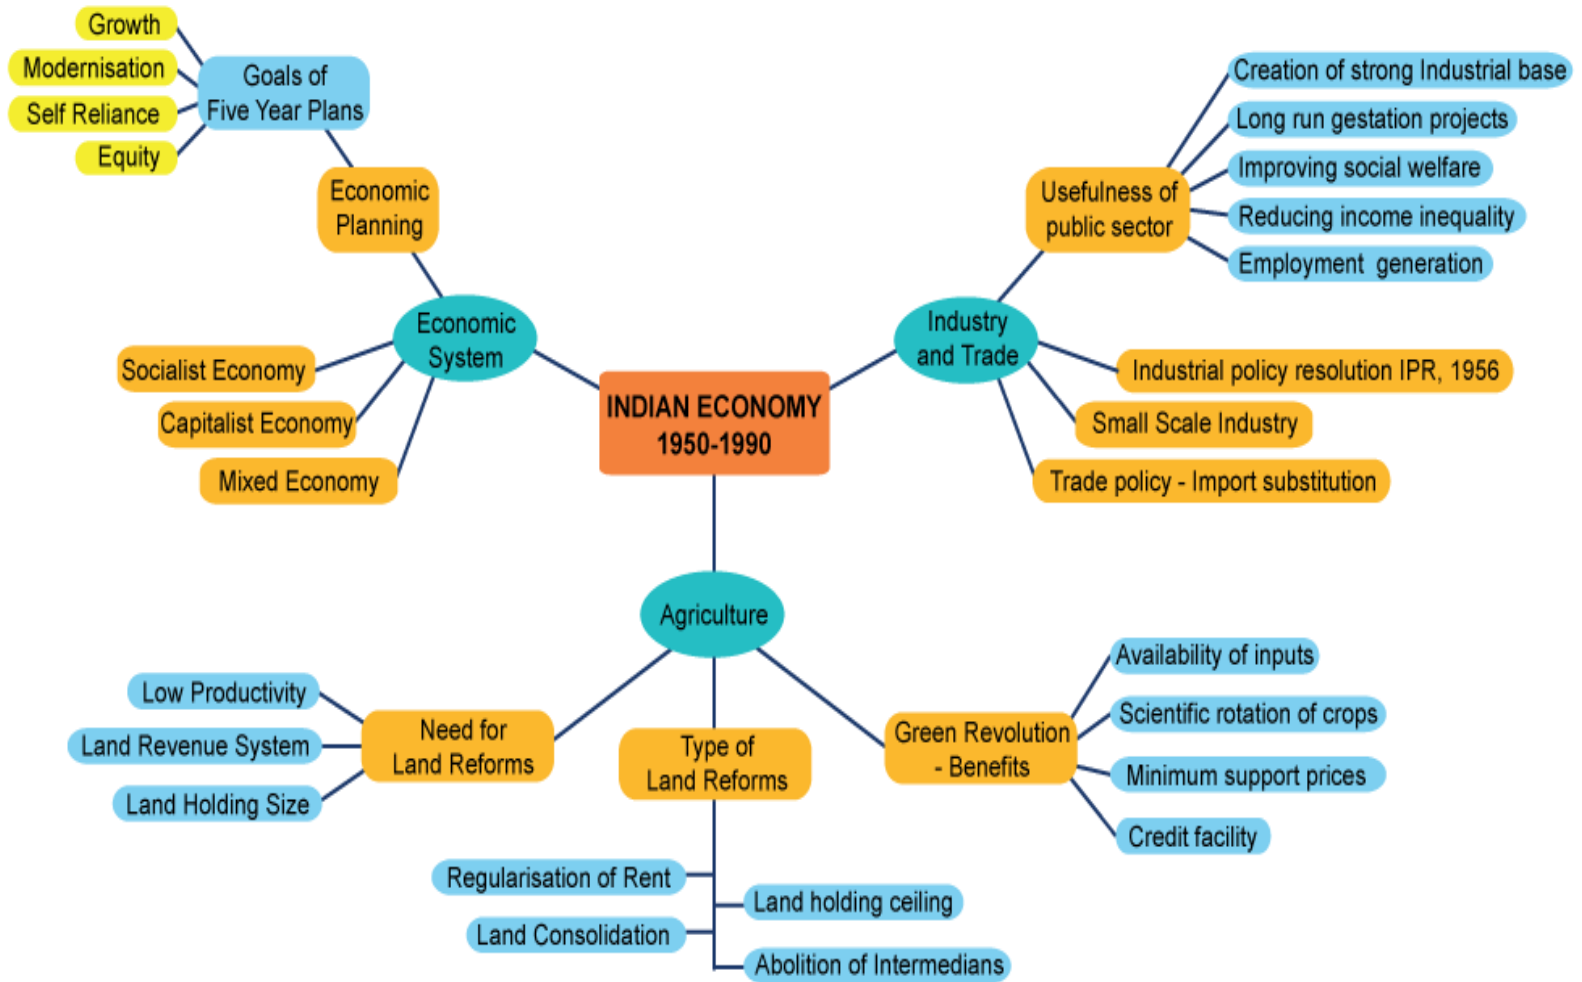 Growth
Modernisation
Self Reliance
Equity
Goals of
Five Year Plans
Economic
Planning
Economic
System
Socialist Economy
Capitalist Economy
Mixed Economy
INDIAN ECONOMY
1950-1990
Industry
and Trade
Usefulness of
public sector
Creation of strong Industrial base
Long run gestation projects
Improving social welfare
Reducing income inequality
Employment generation
Industrial policy resolution IPR, 1956
Small Scale Industry
Trade policy - Import substitution
Agriculture
Need for
Land Reforms
Low Productivity
Land Revenue System
Land Holding Size
Type of
Land Reforms
Regularisation of Rent
Land holding ceiling
Land Consolidation
Abolition of Intermedians
Green Revolution
- Benefits
Availability of inputs
Scientific rotation of crops
Minimum support prices
Credit facility